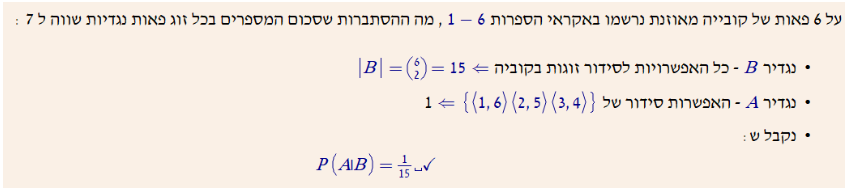 על 6 פאות של קובייה מאוזנת נרשמו באקראי הספרות 1 − 6 , מה ההסתברות שסכום המספרים בכל זוג פאות נגדיות שווה ל 7 :
• נגדיר B - כל האפשרויות לסידור זוגות בקוביה ⇐ |B| = (6 2) = 15
• נגדיר A - האפשרות סידור של {⟨1, 6⟩ ⟨2, 5⟩ ⟨3, 4⟩} ⇐ 1
• נקבל ש :
P (A|B) = 1/15 ␣✓